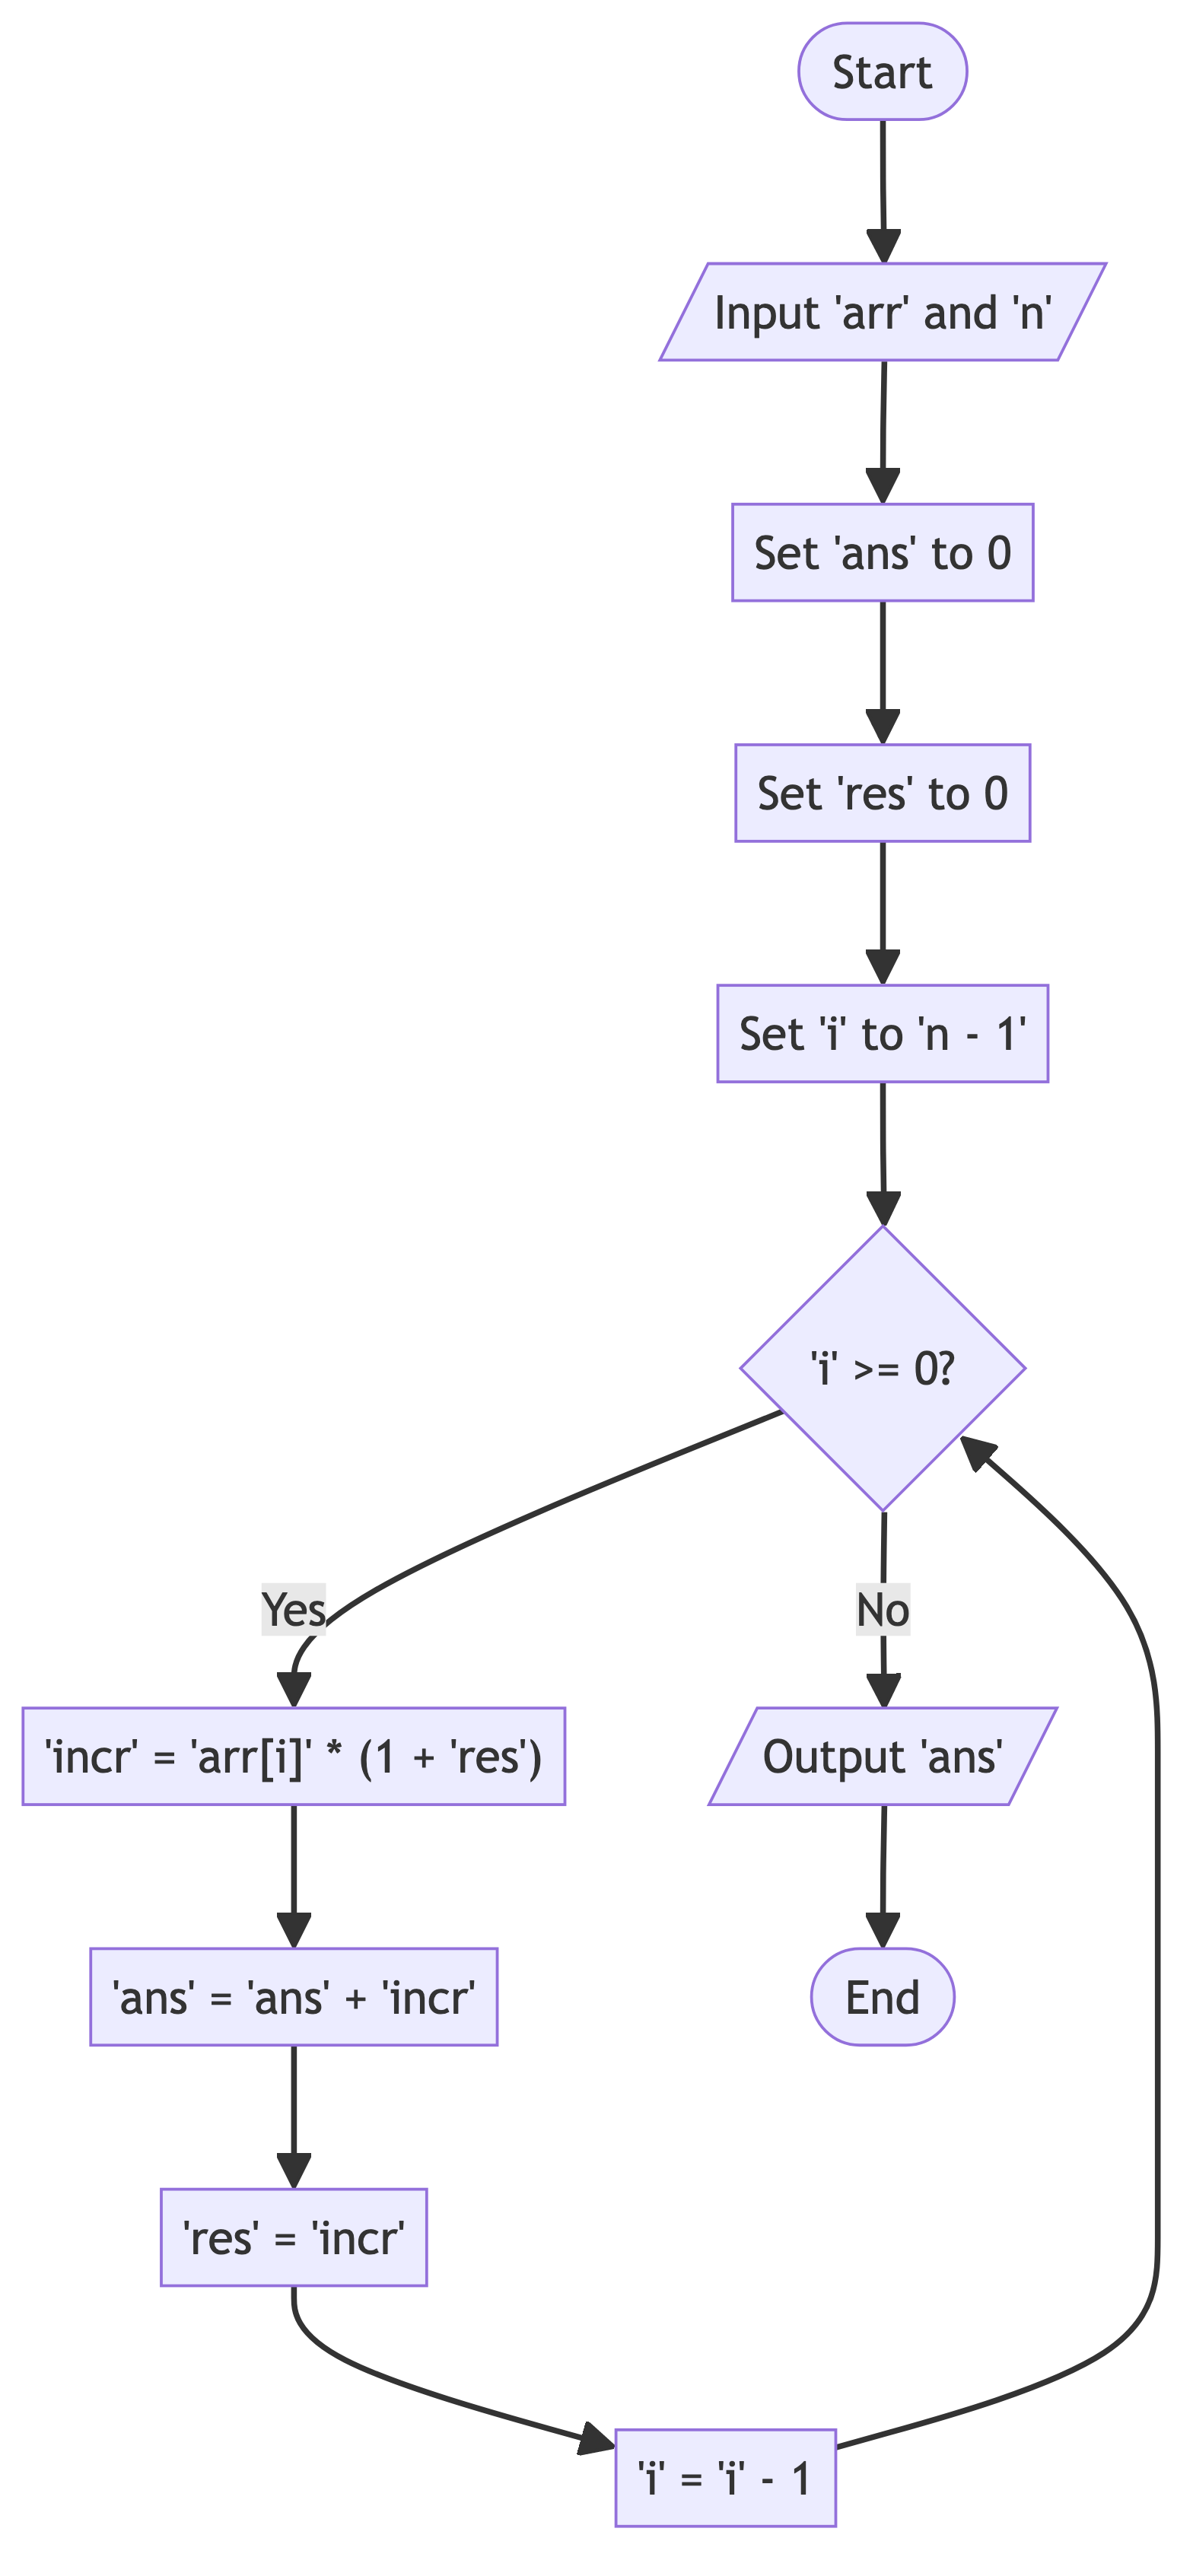 Start
Input 'arr' and 'n'
Set 'ans' to 0
Set 'res' to 0
Set 'i' to 'n - 1'
'i' >= 0?
Yes
No
'incr' = 'arr[i]' * (1 + 'res')
Output 'ans'
'ans' = 'ans' + 'incr'
End
'res' = 'incr'
'i' = 'i' - 1